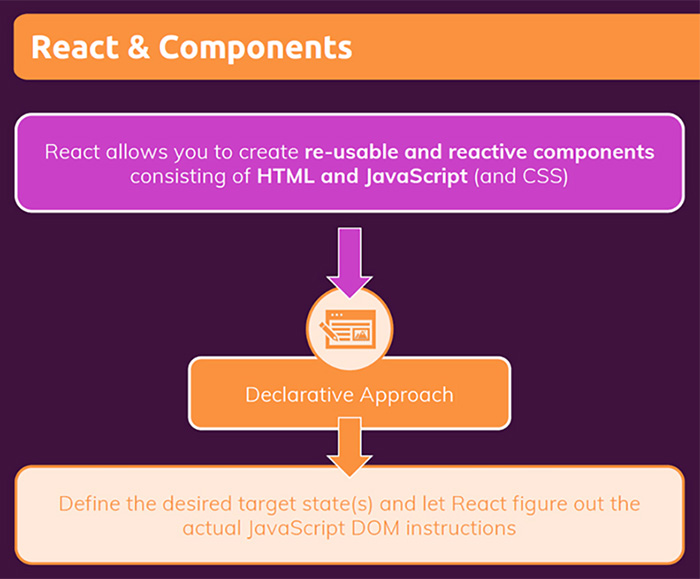 React & Components
React allows you to create re-usable and reactive components
consisting of HTML and JavaScript (and CSS)
Declarative Approach
Define the desired target state(s) and let React figure out the
actual JavaScript DOM instructions